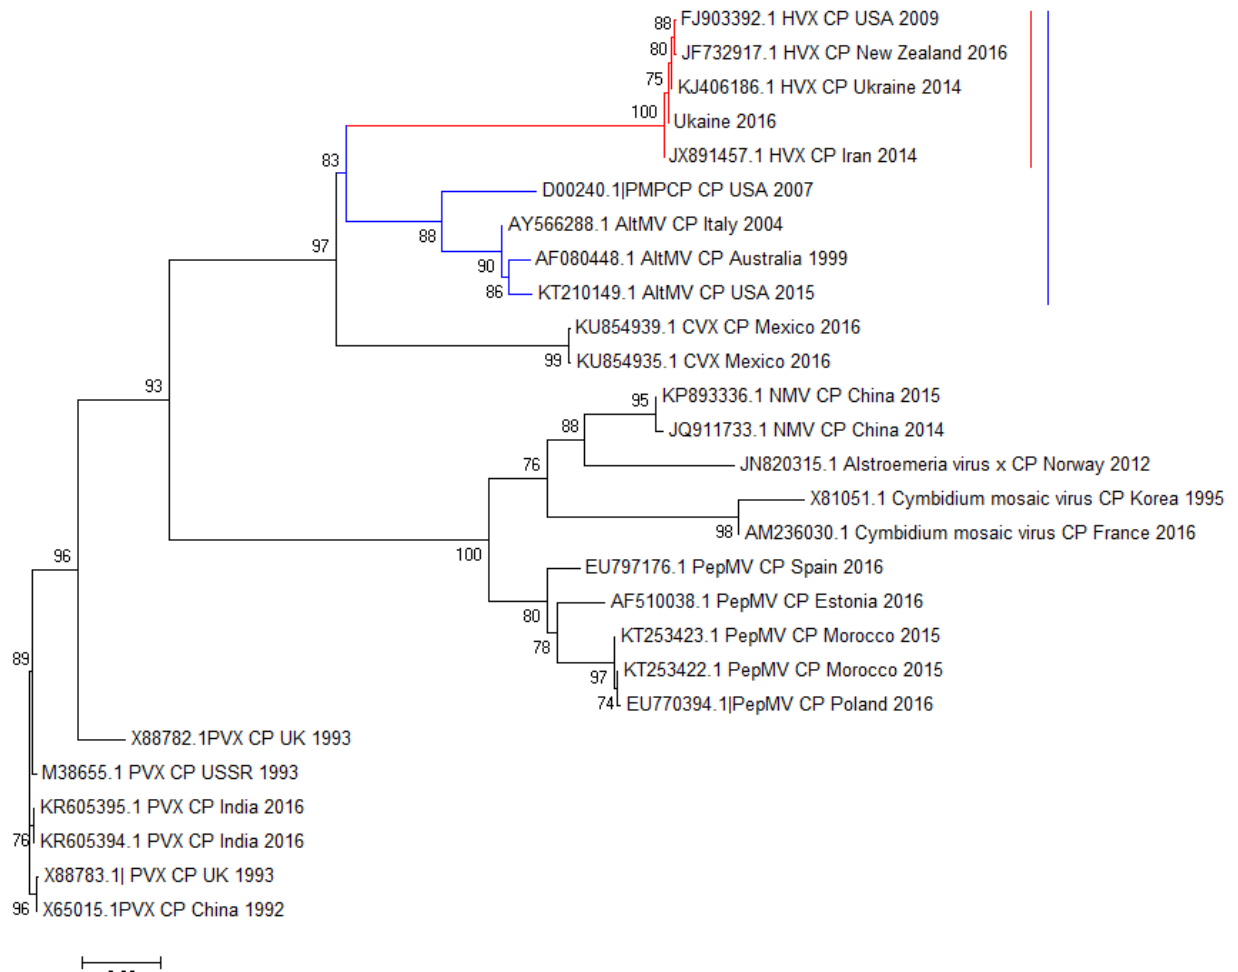 88
FJ903392.1 HVX CP USA 2009
80
JF732917.1 HVX CP New Zealand 2016
75
KJ406186.1 HVX CP Ukraine 2014
100
Ukaine 2016
JX891457.1 HVX CP Iran 2014
83
D00240.1|PMPCP CP USA 2007
88
AY566288.1 AltMV CP Italy 2004
97
90
AF080448.1 AltMV CP Australia 1999
86
KT210149.1 AltMV CP USA 2015
KU854939.1 CVX CP Mexico 2016
99
KU854935.1 CVX Mexico 2016
93
95
KP893336.1 NMV CP China 2015
88
JQ911733.1 NMV CP China 2014
76
JN820315.1 Alstroemeria virus x CP Norway 2012
X81051.1 Cymbidium mosaic virus CP Korea 1995
98
AM236030.1 Cymbidium mosaic virus CP France 2016
96
100
EU797176.1 PepMV CP Spain 2016
80
AF510038.1 PepMV CP Estonia 2016
78
KT253423.1 PepMV CP Morocco 2015
89
97
KT253422.1 PepMV CP Morocco 2015
74
EU770394.1|PepMV CP Poland 2016
X88782.1PVX CP UK 1993
M38655.1 PVX CP USSR 1993
KR605395.1 PVX CP India 2016
76
KR605394.1 PVX CP India 2016
X88783.1| PVX CP UK 1993
96
X65015.1PVX CP China 1992